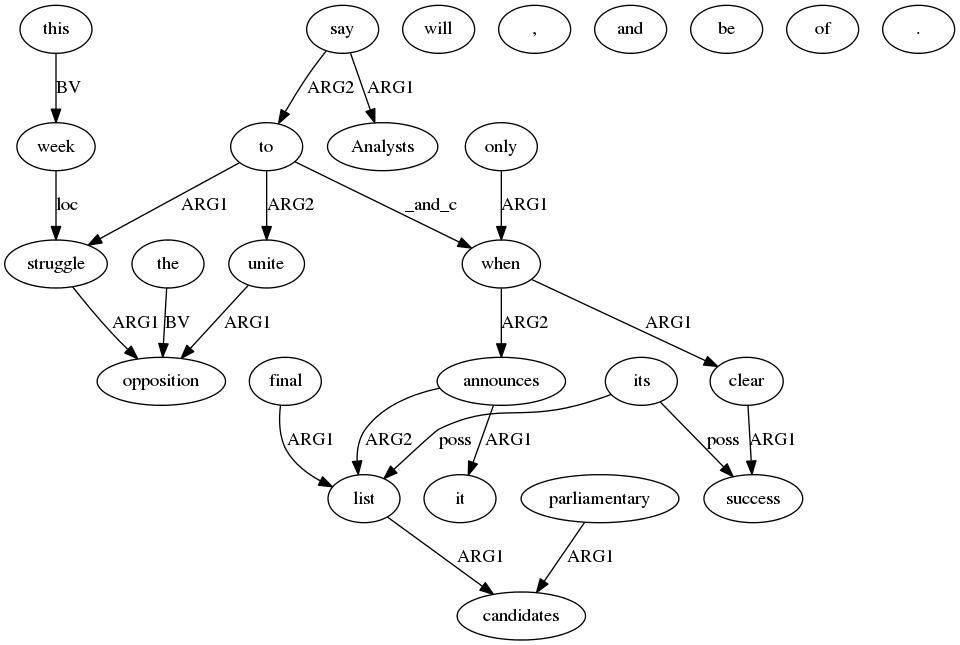 this say will , and be of .
BV ARG2 ARG1
week to Analysts only
loc ARG1 ARG2 _and_c ARG1
struggle the unite when
ARG1 BV ARG1 ARG2 ARG1
opposition final announces its clear
ARG1 ARG2 poss ARG1 poss ARG1
list it parliamentary success
ARG1 ARG1
candidates